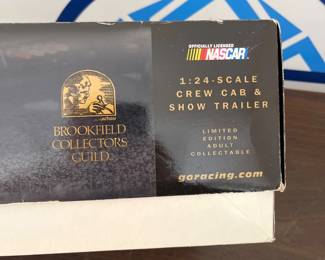 OFFICIALLY LICENSED
NASCAR
1:24-SCALE
CREW CAB &
SHOW TRAILER
BROOKFIELD
COLLECTORS
GUILD
LIMITED
EDITION
ADULT
COLLECTABLE
goracing.com